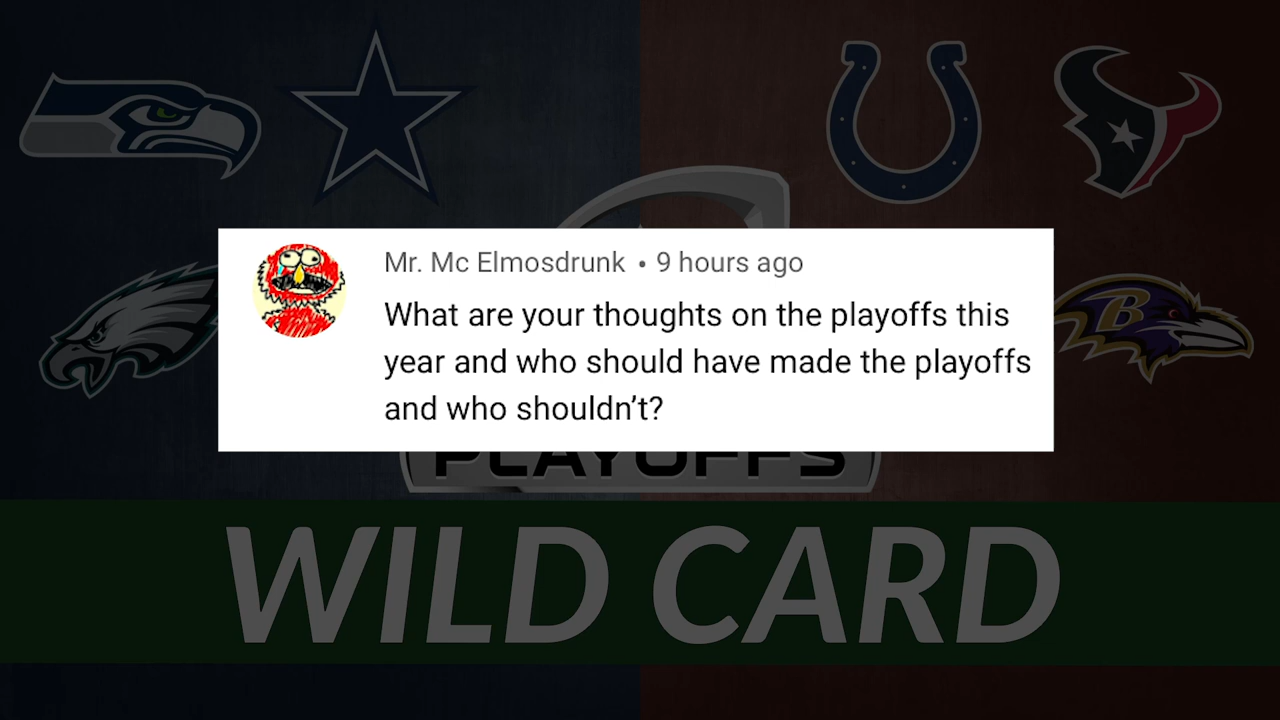 B
Mr. Mc Elmosdrunk • 9 hours ago
What are your thoughts on the playoffs this
year and who should have made the playoffs
and who shouldn’t?
PLAYOFFS
WILD CARD